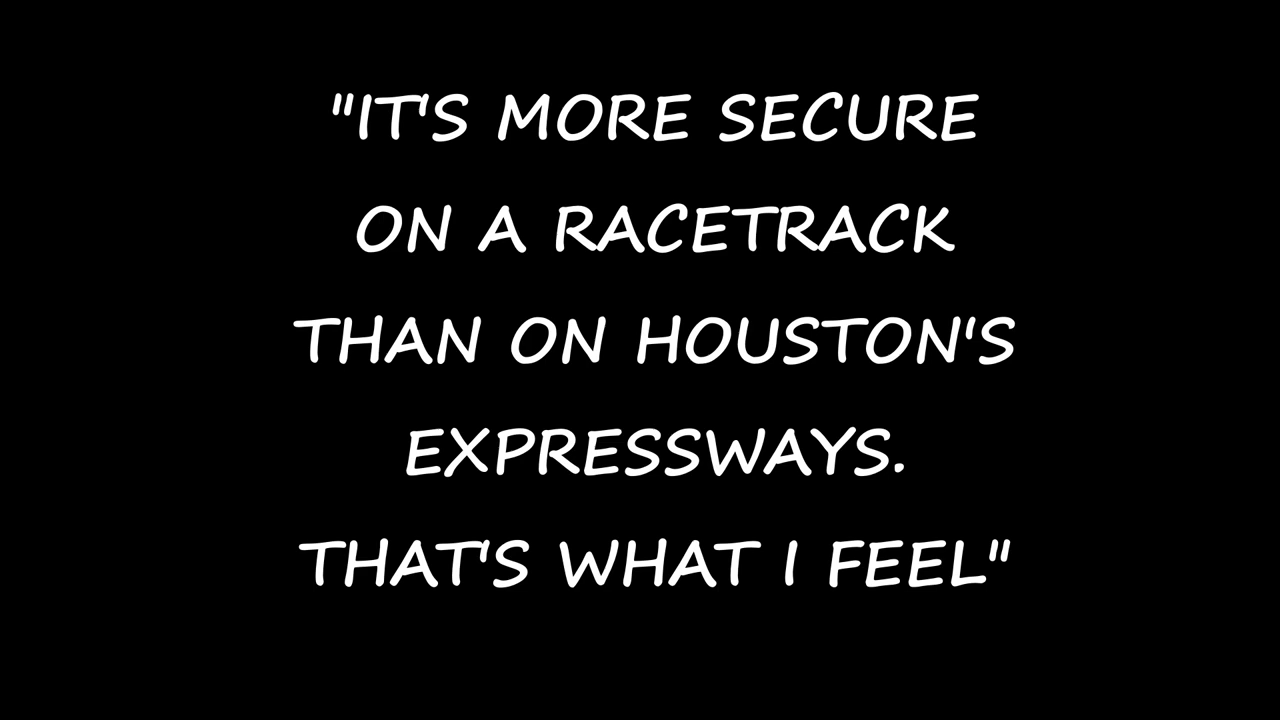 "IT'S MORE SECURE
ON A RACETRACK
THAN ON HOUSTON'S
EXPRESSWAYS.
THAT'S WHAT I FEEL"